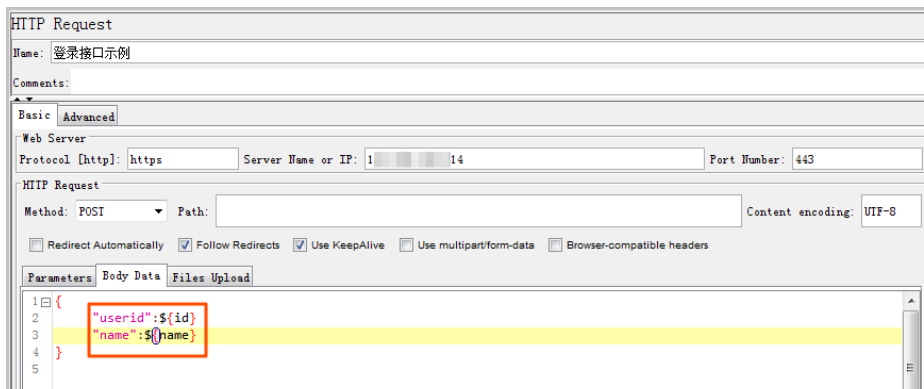 HTTP Request
Name: 登录接口示例
Comments:
Basic Advanced
Web Server
Protocol [http]: https Server Name or IP: 1 14 Port Number: 443
HTTP Request
Method: POST Path: Content encoding: UTF-8
Redirect Automatically Follow Redirects Use KeepAlive Use multipart/form-data Browser-compatible headers
Parameters Body Data Files Upload
1 {
2 "userid":${id}
3 "name":${name}
4 }
5